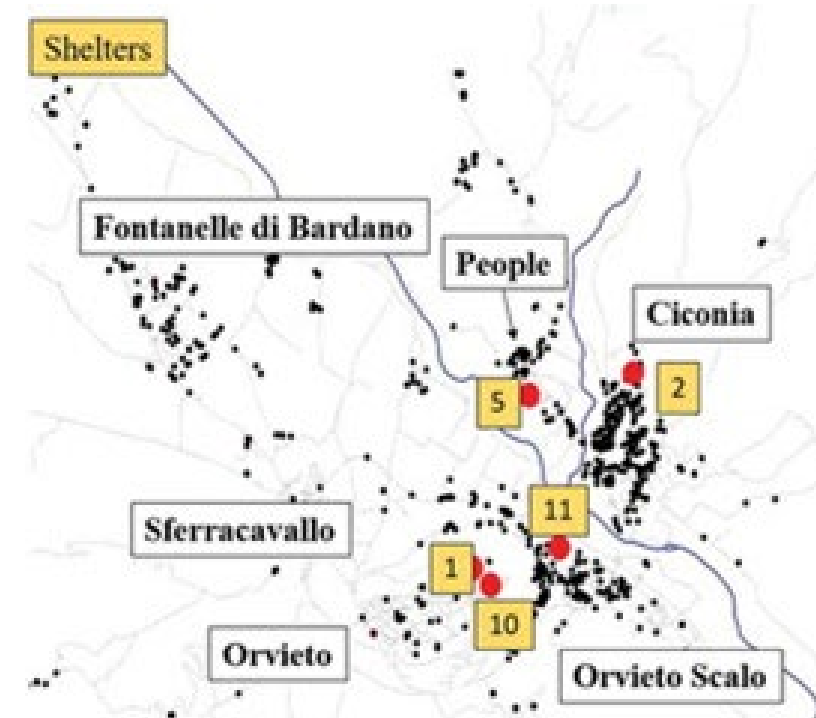 Shelters
Fontanelle di Bardano
People
Ciconia
2
5
11
Sferracavallo
1
10
Orvieto
Orvieto Scalo